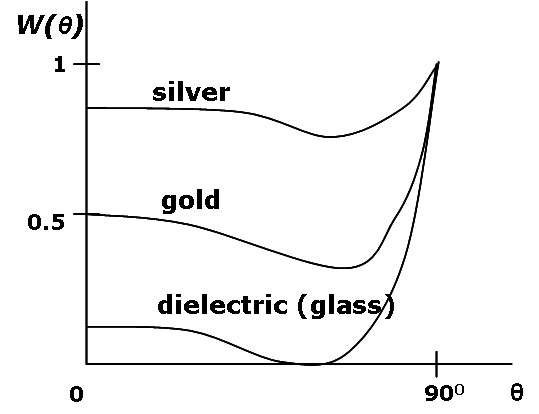 W(θ)
1
silver
gold
0.5
dielectric (glass)
0
90⁰
θ